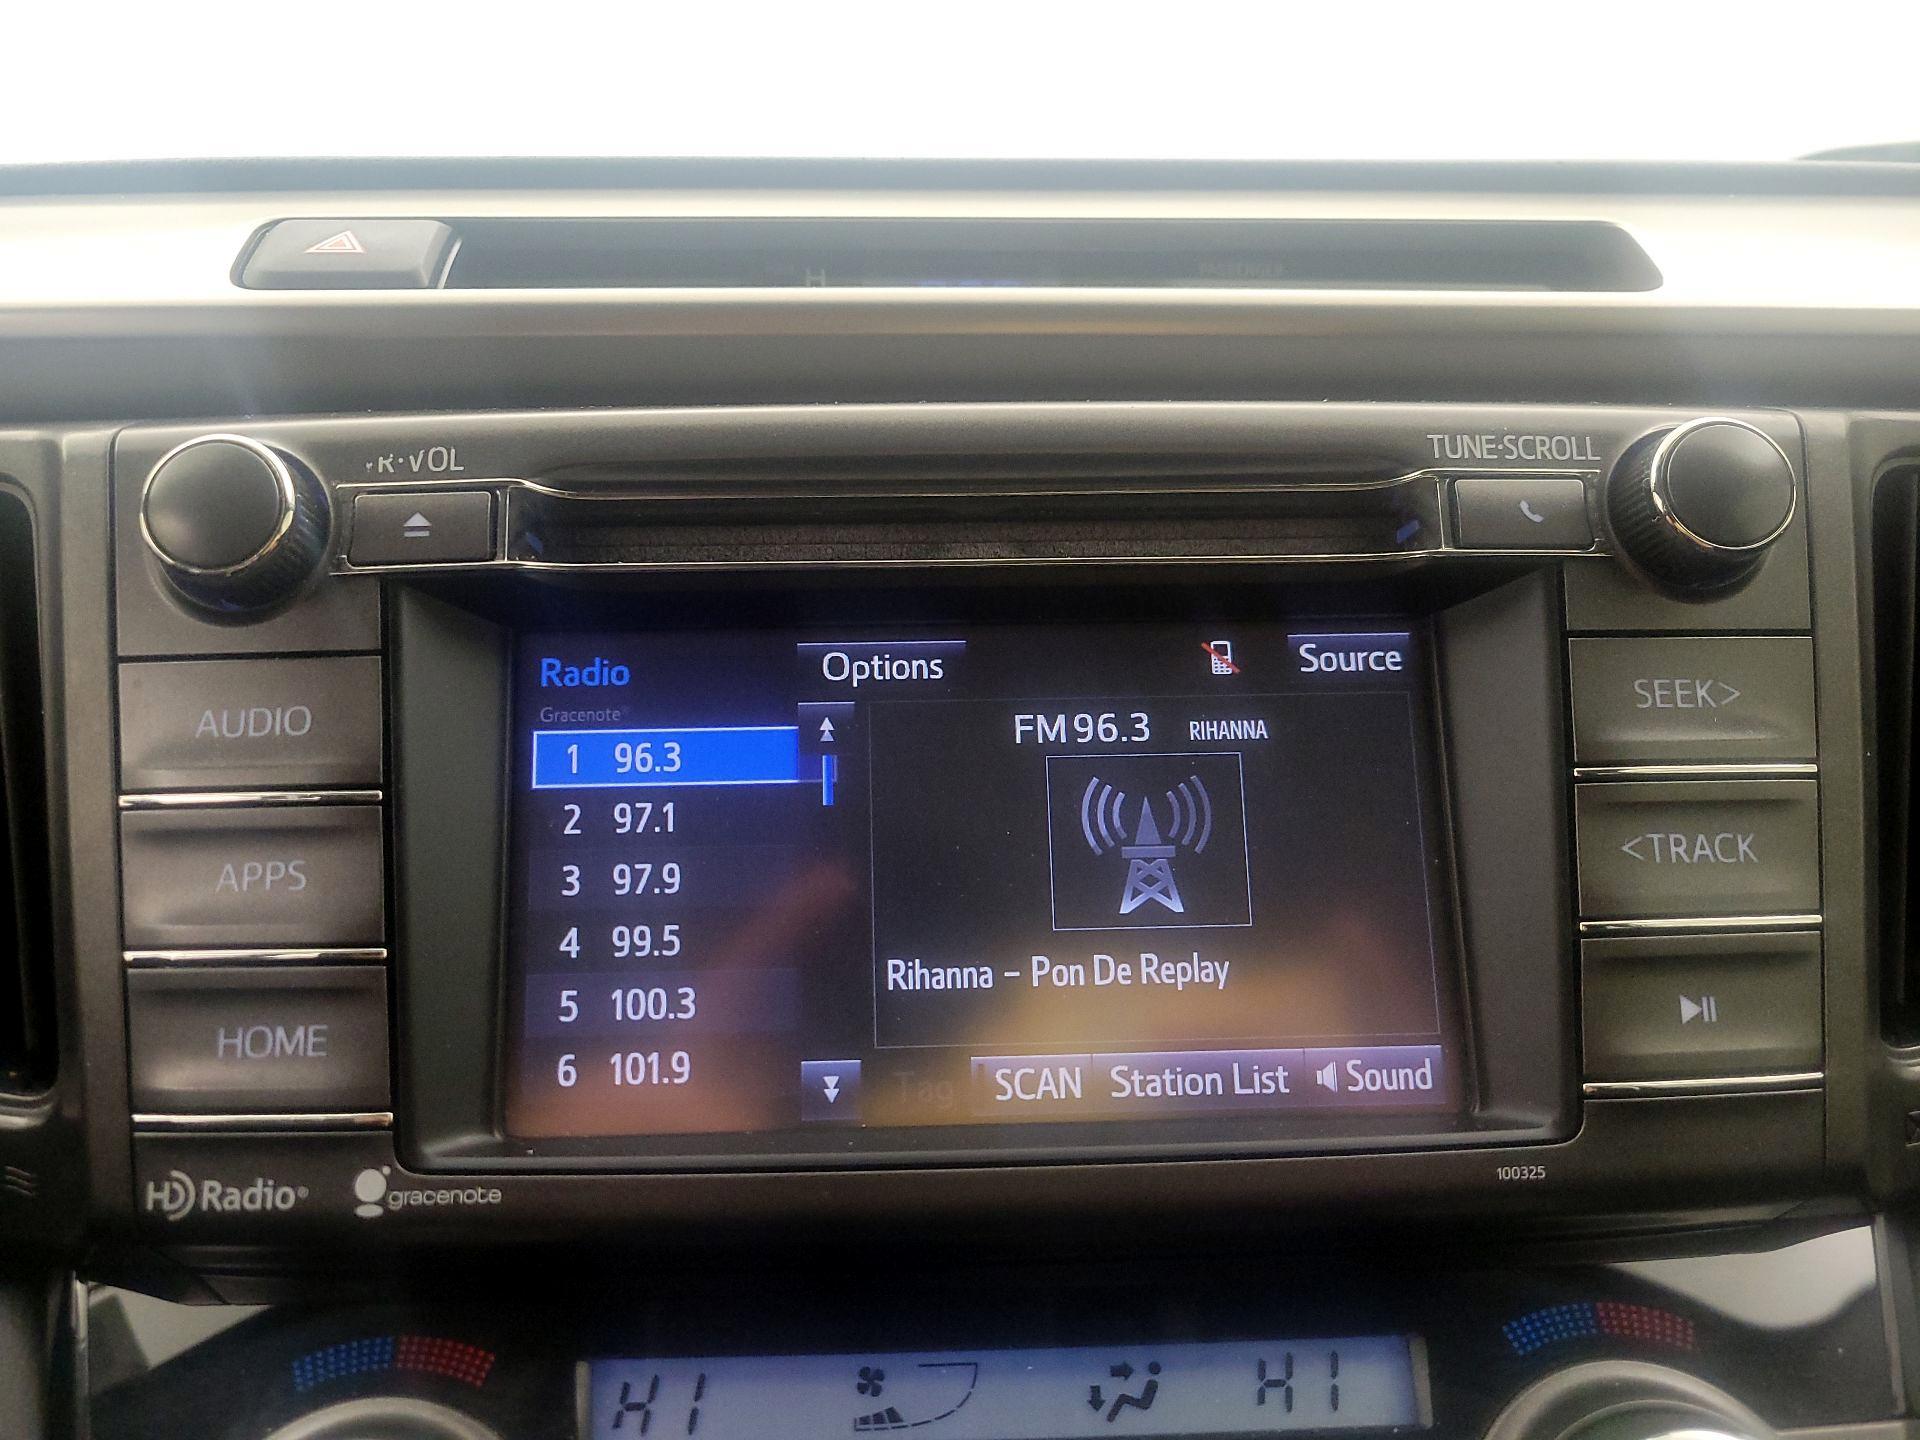 H PASSENGER
R·VOL
TUNE·SCROLL
AUDIO
APPS
HOME
Radio
Options
Source
Gracenote
1 96.3
2 97.1
3 97.9
4 99.5
5 100.3
6 101.9
FM 96.3 RIHANNA
Rihanna – Pon De Replay
Tag
SCAN
Station List
Sound
SEEK>
<TRACK
HD Radio®
gracenote
100325
HI
HI